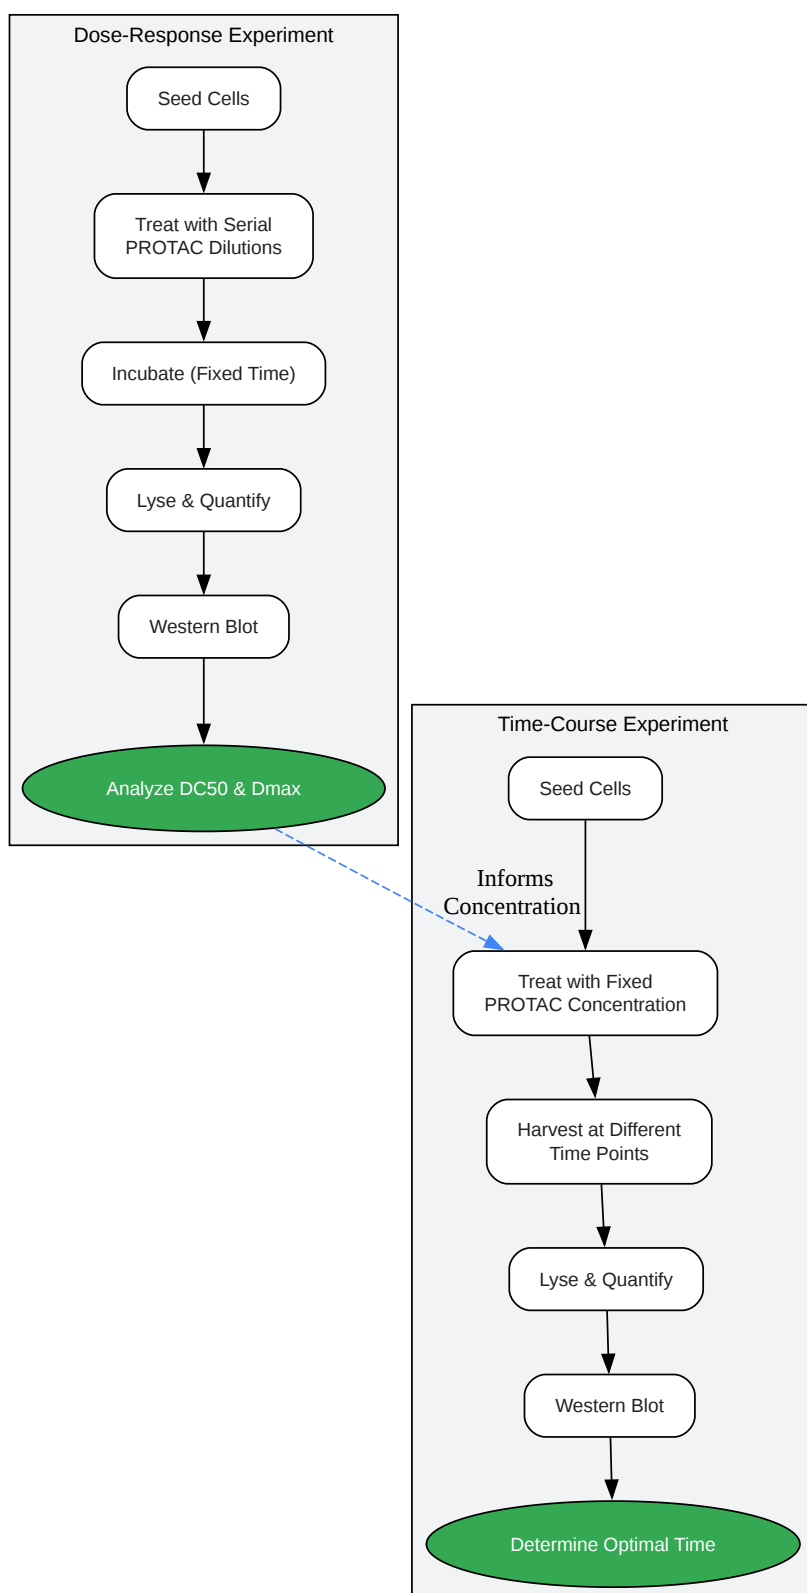 Dose-Response Experiment
Seed Cells
Treat with Serial
PROTAC Dilutions
Incubate (Fixed Time)
Lyse & Quantify
Western Blot
Analyze DC50 & Dmax
Time-Course Experiment
Seed Cells
Informs
Concentration
Treat with Fixed
PROTAC Concentration
Harvest at Different
Time Points
Lyse & Quantify
Western Blot
Determine Optimal Time